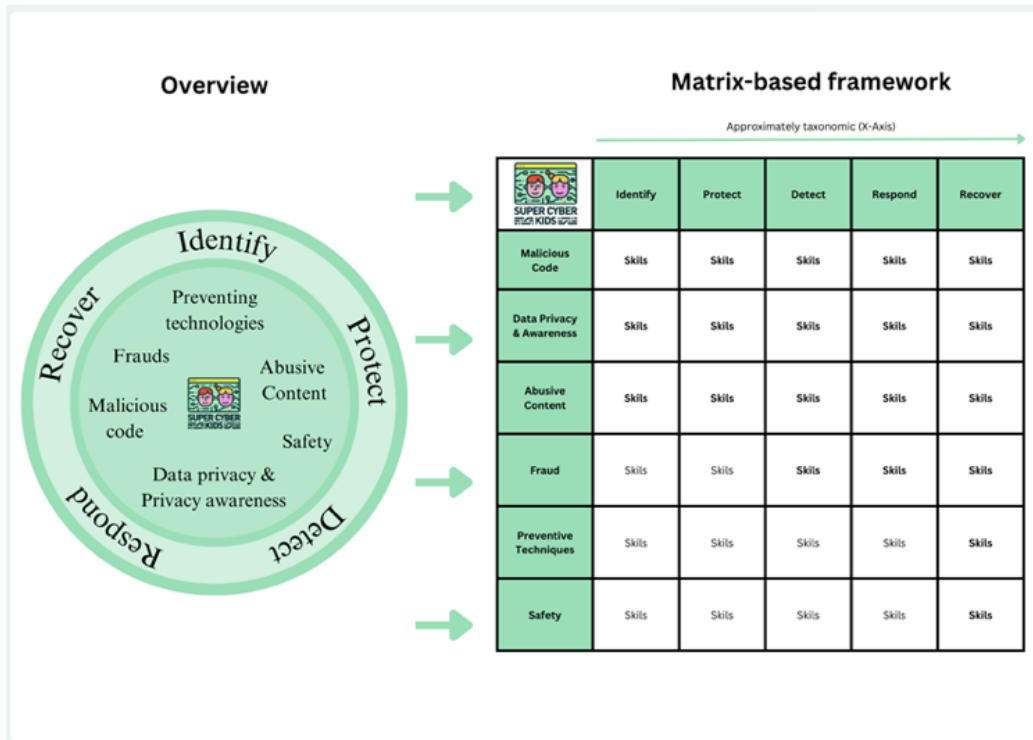 Overview
Identify
Protect
Detect
Respond
Recover
Preventing
technologies
Frauds
Abusive
Content
Malicious
code
SUPER CYBER
KIDS
Safety
Data privacy &
Privacy awareness
Matrix-based framework
Approximately taxonomic (X-Axis)
SUPER CYBER
KIDS
Identify Protect Detect Respond Recover
Malicious
Code
Skils Skils Skils Skils Skils
Data Privacy
& Awareness
Skils Skils Skils Skils Skils
Abusive
Content
Skils Skils Skils Skils Skils
Fraud
Skils Skils Skils Skils Skils
Preventive
Techniques
Skils Skils Skils Skils Skils
Safety
Skils Skils Skils Skils Skils